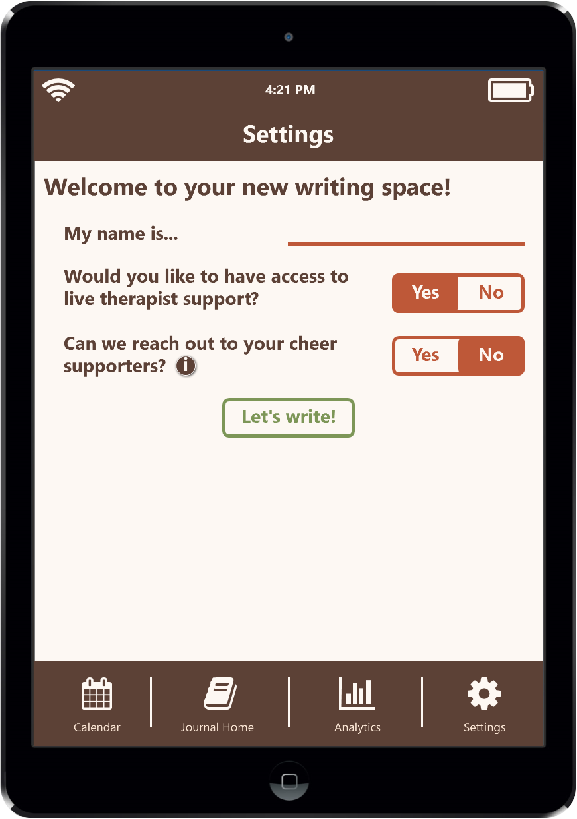 4:21 PM
Settings
Welcome to your new writing space!
My name is...
Would you like to have access to
live therapist support?
Yes No
Can we reach out to your cheer
supporters? i
Yes No
Let's write!
Calendar
Journal Home
Analytics
Settings